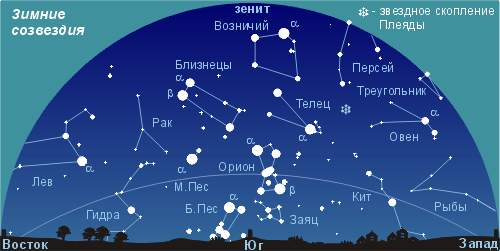 Зимние
созвездия
зенит
- звездное скопление
Плеяды
Возничий
α
Персей
Близнецы
α
β
Треугольник
Телец
α
Рак
α
Овен
α
Орион
α
α
Лев
М.Пес
β
Кит
Рыбы
Гидра
Б.Пес
α
Заяц
Восток
Юг
Запад